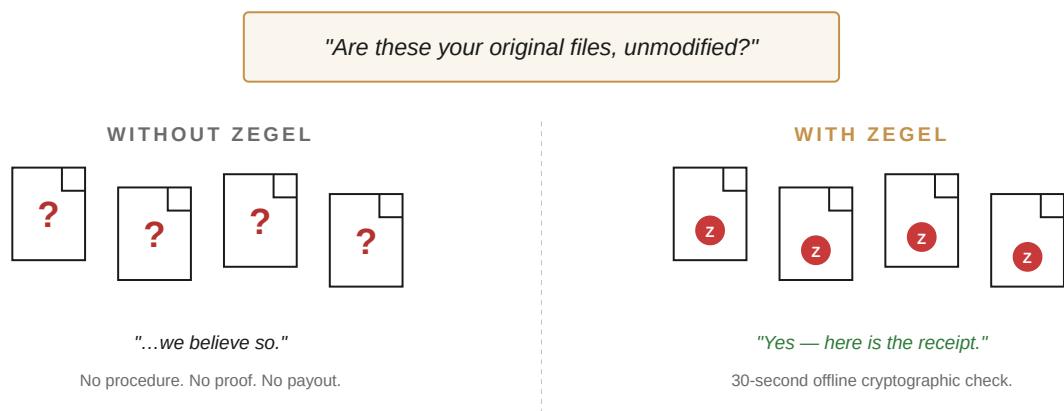 "Are these your original files, unmodified?"
WITHOUT ZEGEL
? ? ? ?
"…we believe so."
No procedure. No proof. No payout.
WITH ZEGEL
Z Z Z Z
"Yes — here is the receipt."
30-second offline cryptographic check.